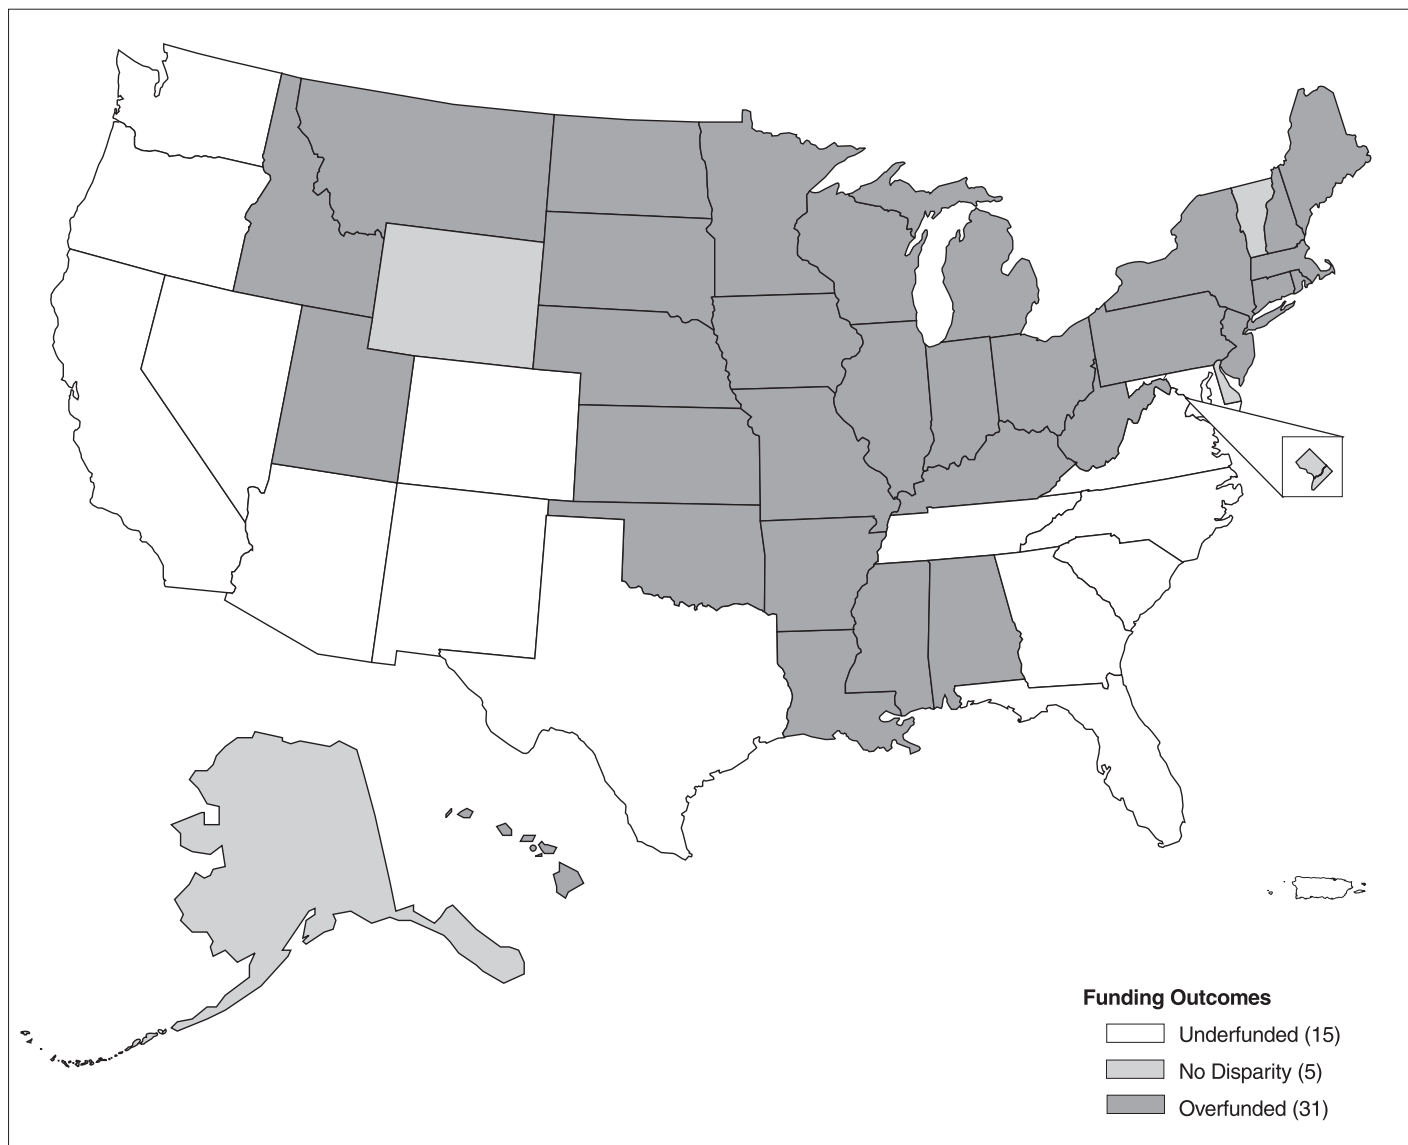 Funding Outcomes
Underfunded (15)
No Disparity (5)
Overfunded (31)